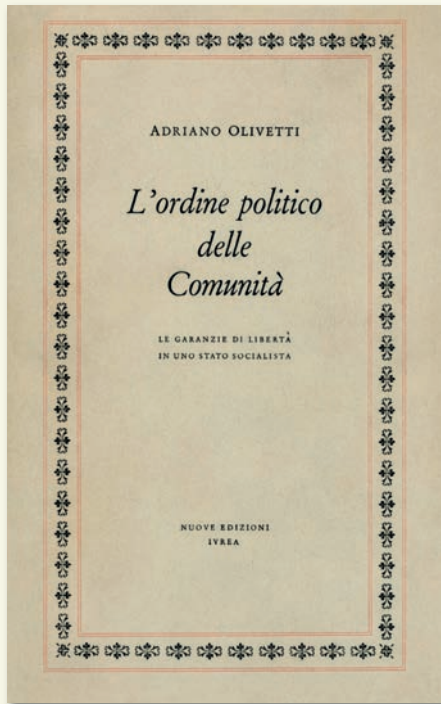 ADRIANO OLIVETTI
L'ordine politico
delle
Comunità
LE GARANZIE DI LIBERTÀ
IN UNO STATO SOCIALISTA
NUOVE EDIZIONI
IVREA